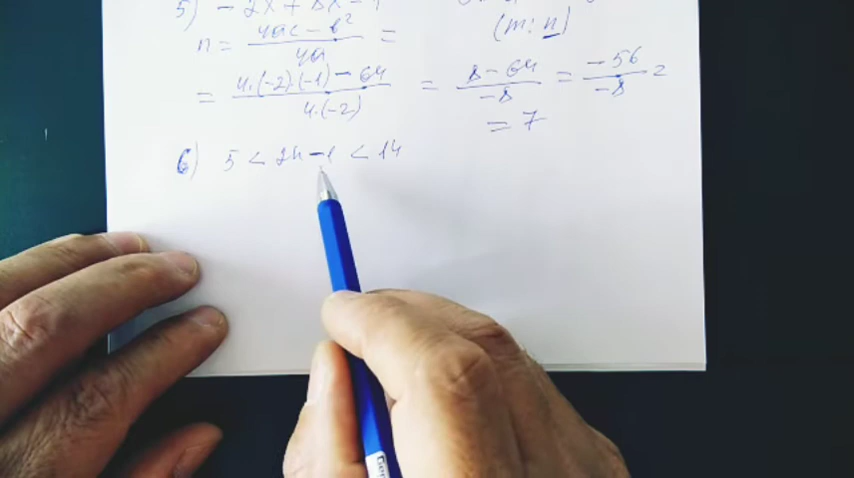 5) - 2x + 8x - 1
(m; n)
n = 4ac - b² / 4a =
= 4·(-2)·(-1) - 64 / 4·(-2) = 8 - 64 / -8 = -56 / -8 =
= 7
6) 5 < 2n - 1 < 14